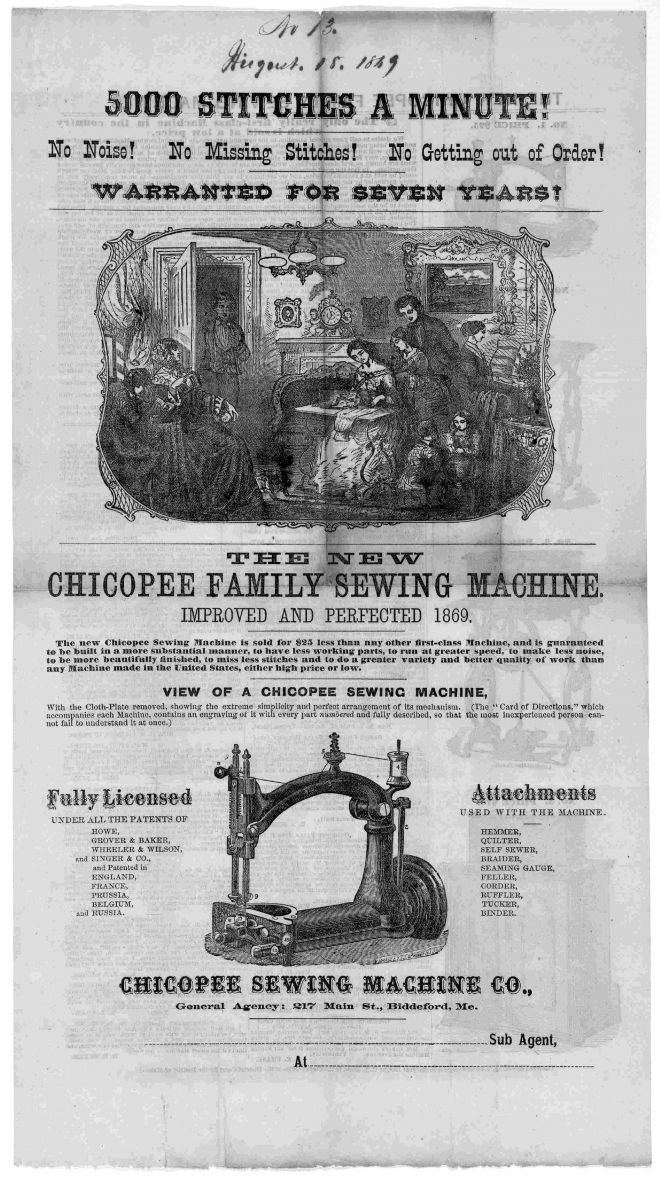 No 13.
August. 18. 1869
5000 STITCHES A MINUTE!
No Noise! No Missing Stitches! No Getting out of Order!
WARRANTED FOR SEVEN YEARS!
THE NEW
CHICOPEE FAMILY SEWING MACHINE.
IMPROVED AND PERFECTED 1869.
The new Chicopee Sewing Machine is sold for $25 less than any other first-class Machine, and is guaranteed
to be built in a more substantial manner, to have less working parts, to run at greater speed, to make less noise,
to be more beautifully finished, to miss less stitches and to do a greater variety and better quality of work than
any Machine made in the United States, either high price or low.
VIEW OF A CHICOPEE SEWING MACHINE,
With the Cloth-Plate removed, showing the extreme simplicity and perfect arrangement of its mechanism. (The "Card of Directions," which
accompanies each Machine, contains an engraving of it with every part numbered and fully described, so that the most inexperienced person can-
not fail to understand it at once.)
Fully Licensed
UNDER ALL THE PATENTS OF
HOWE,
GROVER & BAKER,
WHEELER & WILSON,
and SINGER & CO.,
and Patented in
ENGLAND,
FRANCE,
PRUSSIA,
BELGIUM,
and RUSSIA.
Attachments
USED WITH THE MACHINE.
HEMMER,
QUILTER,
SELF SEWER,
BRAIDER,
SEAMING GAUGE,
FELLER,
CORDER,
RUFFLER,
TUCKER,
BINDER.
CHICOPEE SEWING MACHINE CO.,
General Agency: 217 Main St., Biddeford, Me.
Sub Agent,
At